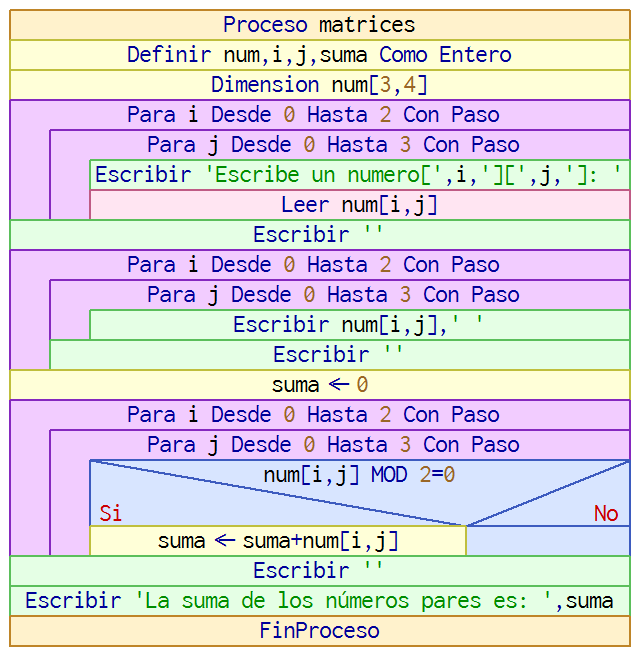 Proceso matrices
Definir num,i,j,suma Como Entero
Dimension num[3,4]
Para i Desde 0 Hasta 2 Con Paso
Para j Desde 0 Hasta 3 Con Paso
Escribir 'Escribe un numero[',i,'][',j,']: '
Leer num[i,j]
Escribir ''
Para i Desde 0 Hasta 2 Con Paso
Para j Desde 0 Hasta 3 Con Paso
Escribir num[i,j],' '
Escribir ''
suma ← 0
Para i Desde 0 Hasta 2 Con Paso
Para j Desde 0 Hasta 3 Con Paso
num[i,j] MOD 2=0
Si No
suma ← suma+num[i,j]
Escribir ''
Escribir 'La suma de los números pares es: ',suma
FinProceso